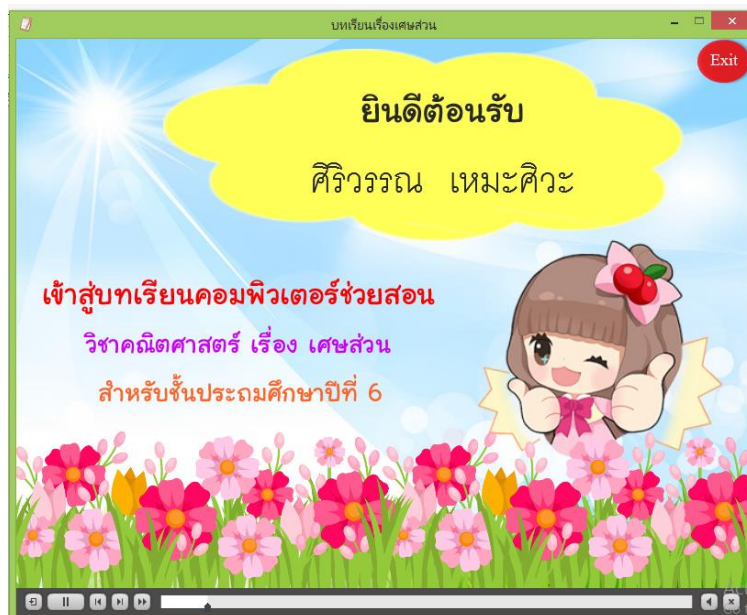 บทเรียนเรื่องเศษส่วน
Exit
ยินดีต้อนรับ
ศิริวรรณ เหมะศิวะ
เข้าสู่บทเรียนคอมพิวเตอร์ช่วยสอน
วิชาคณิตศาสตร์ เรื่อง เศษส่วน
สำหรับชั้นประถมศึกษาปีที่ 6